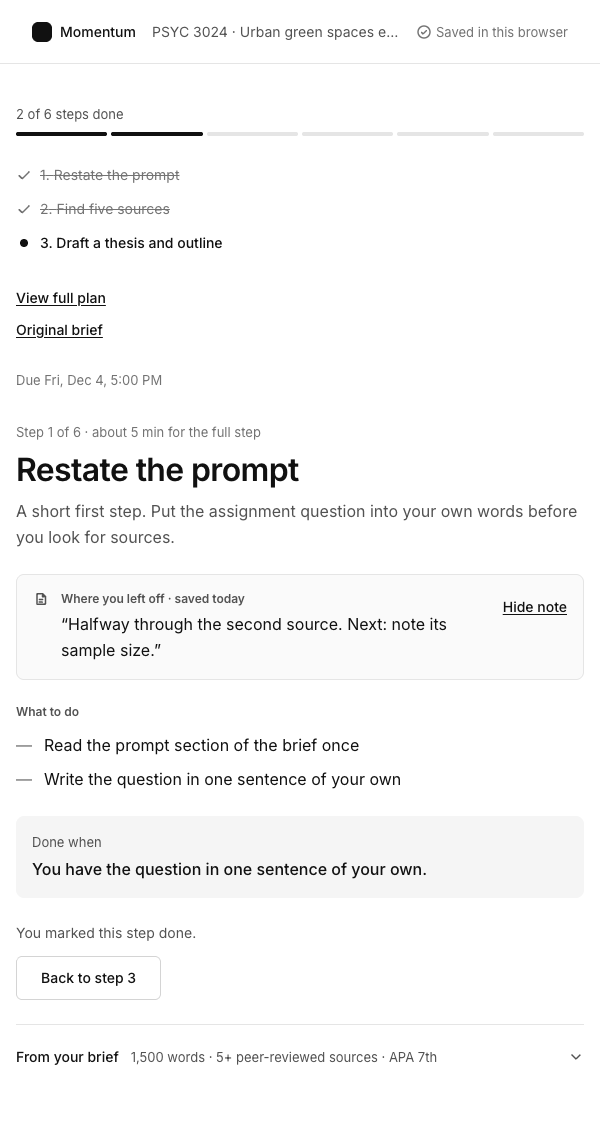 Momentum PSYC 3024 · Urban green spaces e... Saved in this browser
2 of 6 steps done
1. Restate the prompt
2. Find five sources
3. Draft a thesis and outline
View full plan
Original brief
Due Fri, Dec 4, 5:00 PM
Step 1 of 6 · about 5 min for the full step
Restate the prompt
A short first step. Put the assignment question into your own words before
you look for sources.
Where you left off · saved today
Hide note
“Halfway through the second source. Next: note its
sample size.”
What to do
— Read the prompt section of the brief once
— Write the question in one sentence of your own
Done when
You have the question in one sentence of your own.
You marked this step done.
Back to step 3
From your brief 1,500 words · 5+ peer-reviewed sources · APA 7th